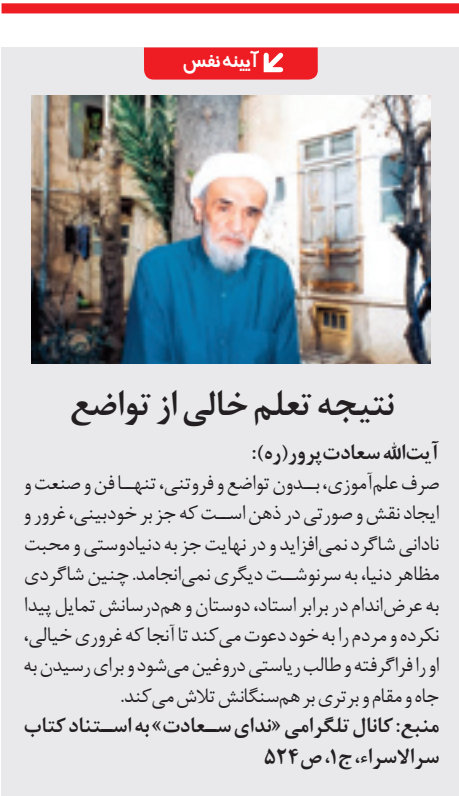 آیینه نفس
نتیجه تعلم خالی از تواضع
آیت‌الله سعادت‌پرور(ره):
صرف علم‌آموزی، بدون تواضع و فروتنی، تنها فن و صنعت و
ایجاد نقش و صورتی در ذهن است که جز بر خودبینی، غرور و
نادانی شاگرد نمی‌افزاید و در نهایت جز به دنیادوستی و محبت
مظاهر دنیا، به سرنوشت دیگری نمی‌انجامد. چنین شاگردی
به عرض‌اندام در برابر استاد، دوستان و هم‌درسانش تمایل پیدا
نکرده و مردم را به خود دعوت می‌کند تا آنجا که غروری خیالی،
او را فراگرفته و طالب ریاستی دروغین می‌شود و برای رسیدن به
جاه و مقام و برتری بر هم‌سنگانش تلاش می‌کند.
منبع: کانال تلگرامی «ندای سعادت» به استناد کتاب
سرالاسراء، ج۱، ص۵۲۴